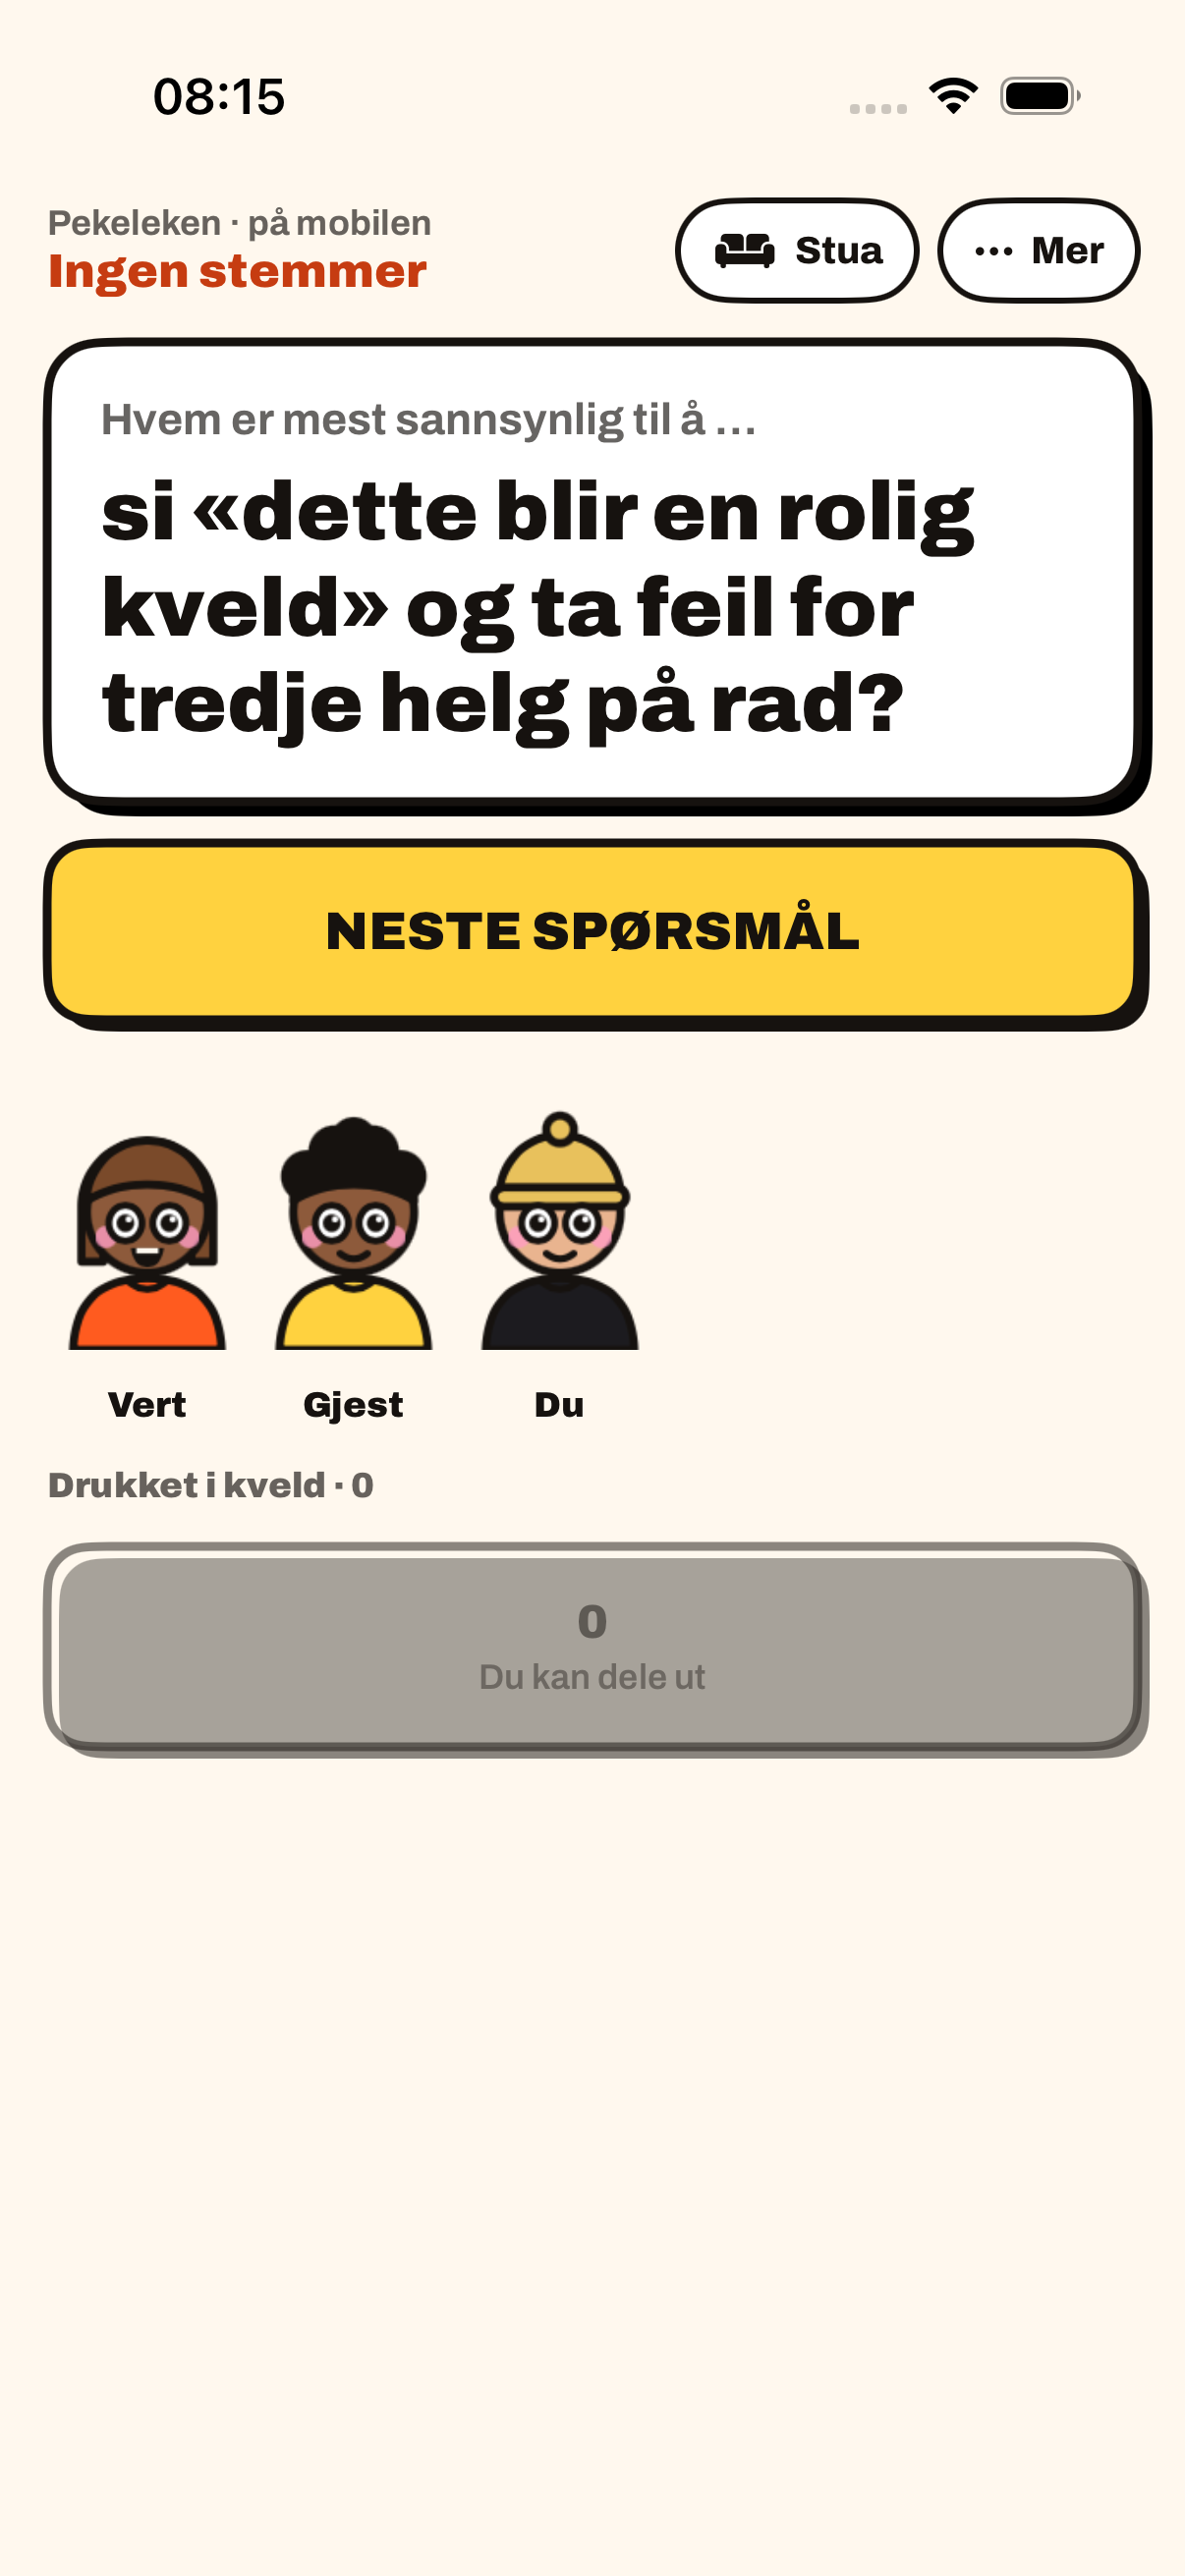 08:15
Pekeleken · på mobilen
Ingen stemmer
Stua
Mer
Hvem er mest sannsynlig til å ...
si «dette blir en rolig
kveld» og ta feil for
tredje helg på rad?
NESTE SPØRSMÅL
Vert
Gjest
Du
Drukket i kveld · 0
0
Du kan dele ut